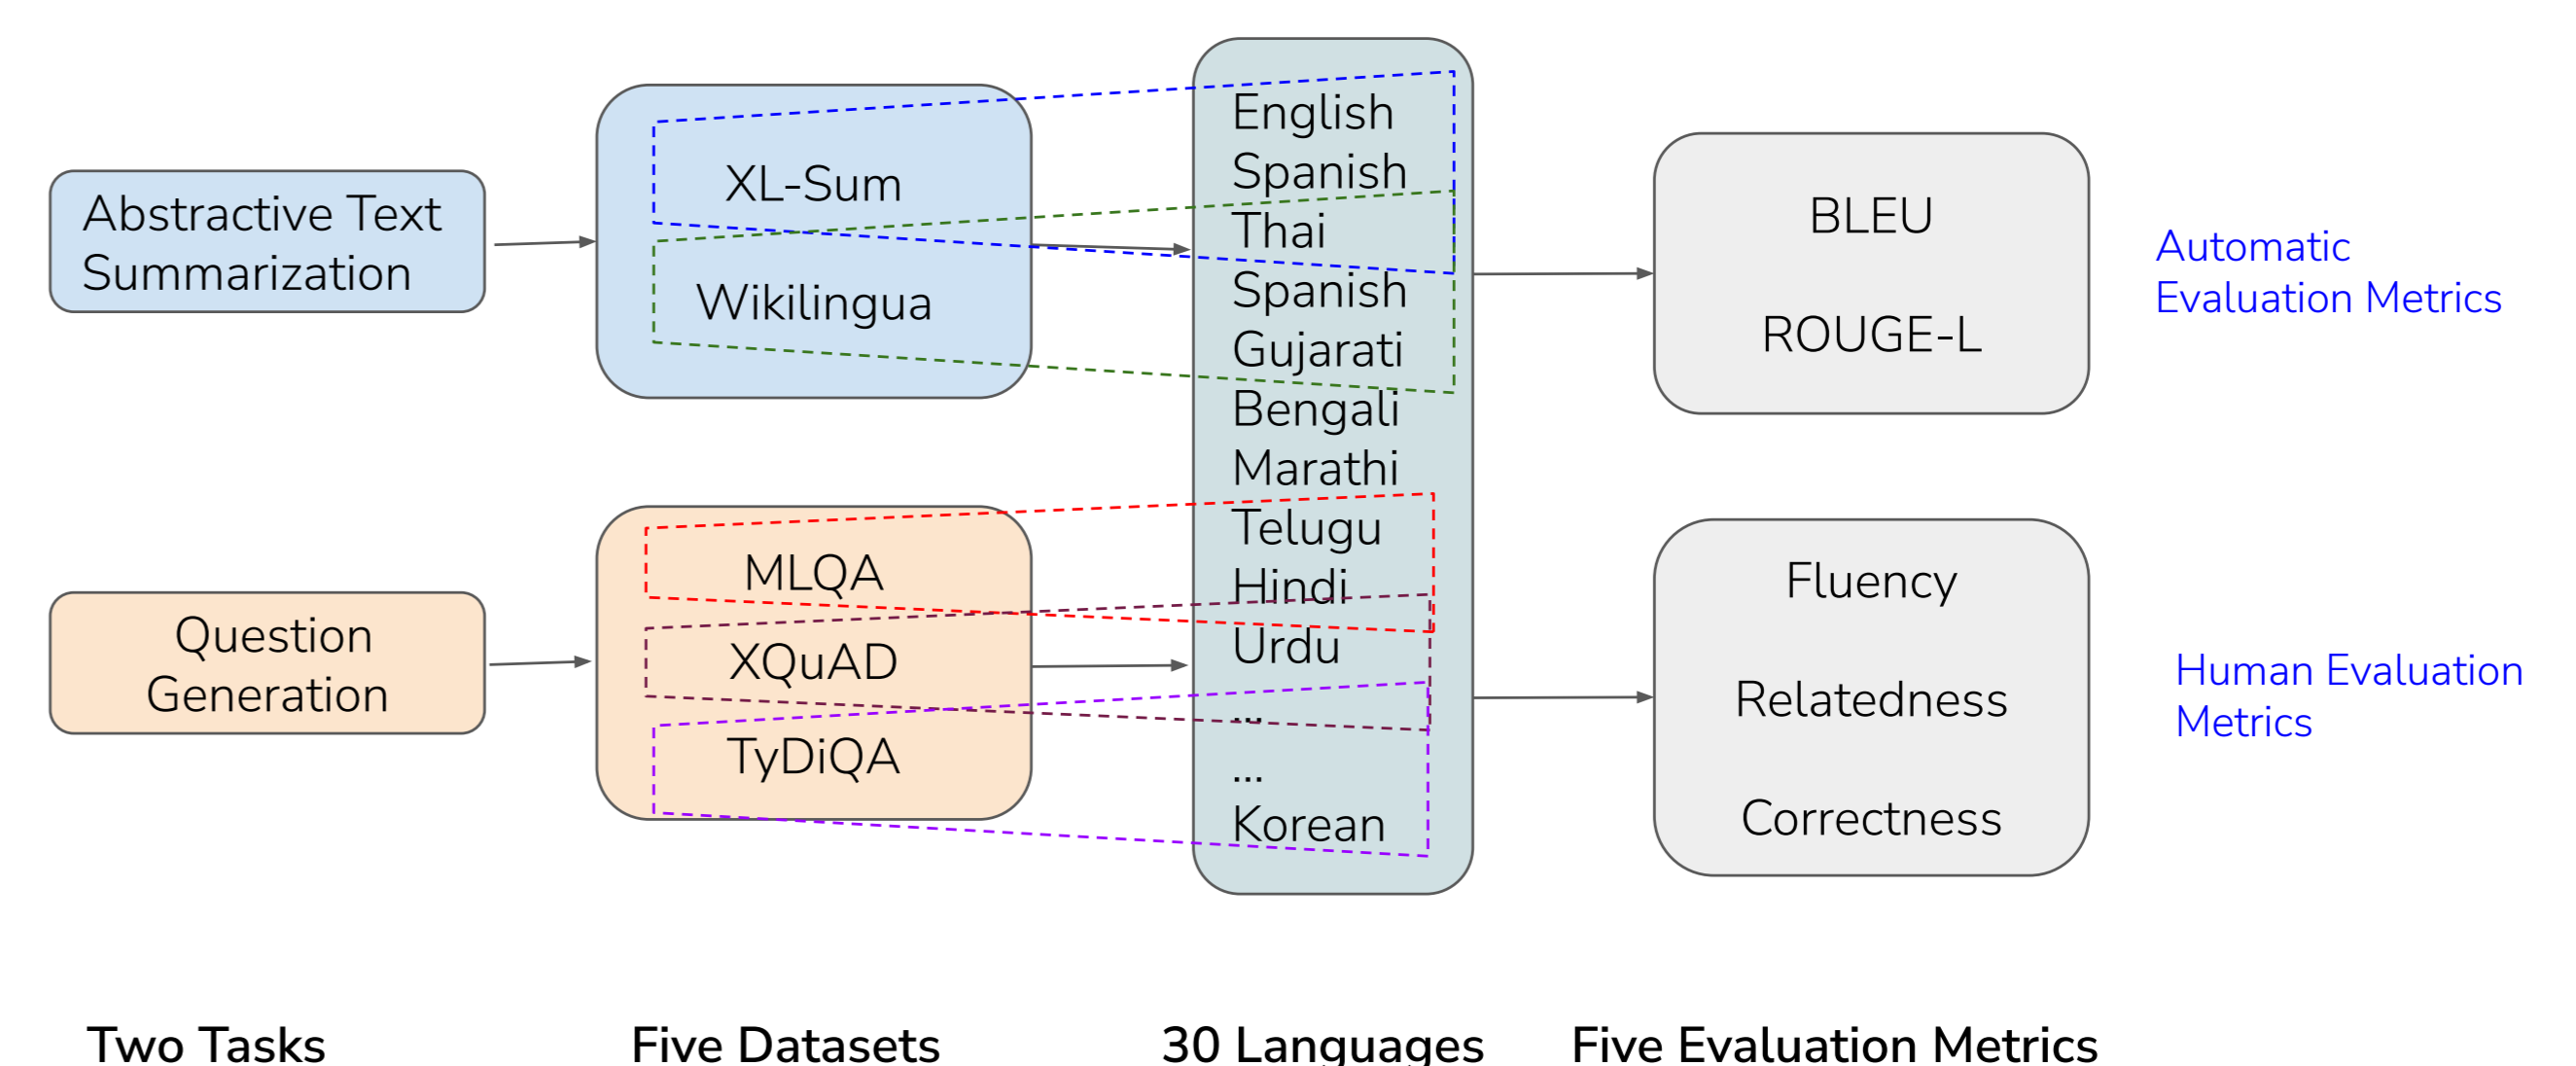 Abstractive Text
Summarization
Question
Generation
XL-Sum
Wikilingua
MLQA
XQuAD
TyDiQA
English
Spanish
Thai
Spanish
Gujarati
Bengali
Marathi
Telugu
Hindi
Urdu
...
...
Korean
BLEU
ROUGE-L
Fluency
Relatedness
Correctness
Automatic
Evaluation Metrics
Human Evaluation
Metrics
Two Tasks
Five Datasets
30 Languages
Five Evaluation Metrics